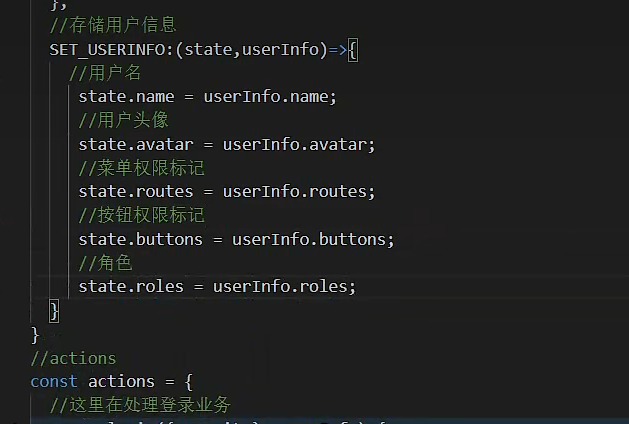 },
//存储用户信息
SET_USERINFO:(state,userInfo)=>{
//用户名
state.name = userInfo.name;
//用户头像
state.avatar = userInfo.avatar;
//菜单权限标记
state.routes = userInfo.routes;
//按钮权限标记
state.buttons = userInfo.buttons;
//角色
state.roles = userInfo.roles;
}
}
//actions
const actions = {
//这里在处理登录业务